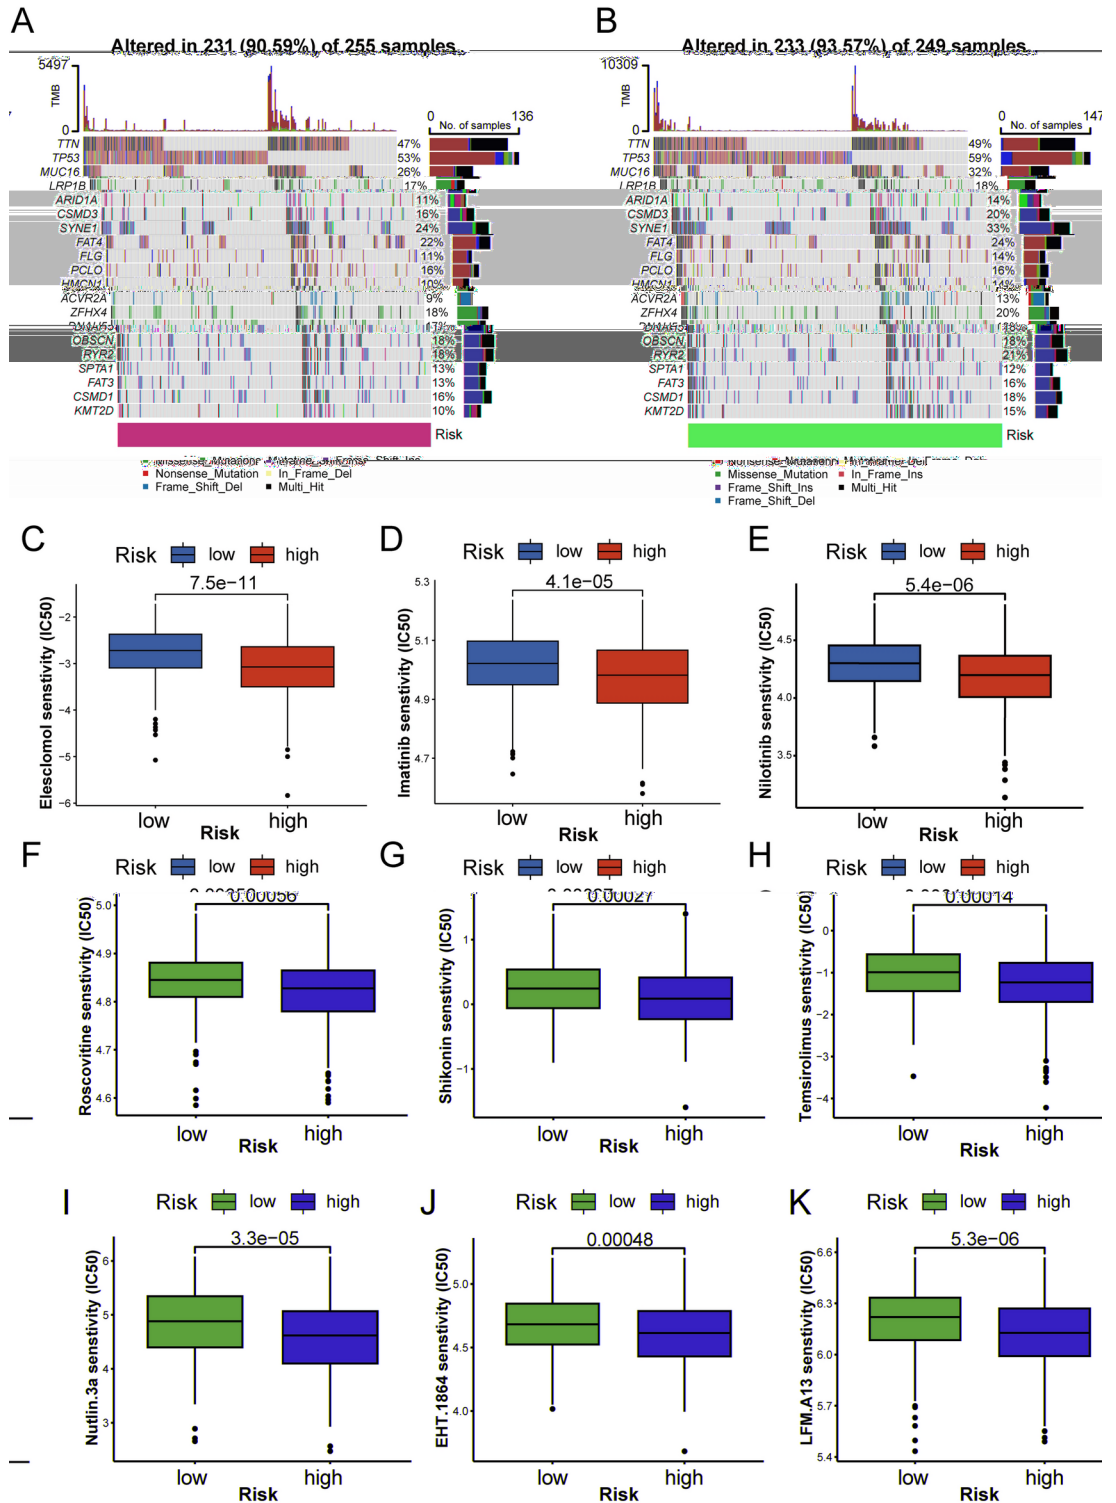 A
Altered in 231 (90.59%) of 255 samples
5497
TMB
0
0 136
No. of samples
TTN 47%
TP53 53%
MUC16 26%
LRP1B 17%
ARID1A 11%
CSMD3 16%
SYNE1 24%
FAT4 22%
FLG 11%
PCLO 16%
HMCN1 10%
ACVR2A 9%
ZFHX4 18%
OBSCN 18%
RYR2 18%
SPTA1 13%
FAT3 13%
CSMD1 16%
KMT2D 10%
Risk
Nonsense_Mutation In_Frame_Del
Frame_Shift_Del Multi_Hit
B
Altered in 233 (93.57%) of 249 samples
10309
TMB
0
0 147
No. of samples
TTN 49%
TP53 59%
MUC16 32%
LRP1B 18%
ARID1A 14%
CSMD3 20%
SYNE1 33%
FAT4 24%
FLG 14%
PCLO 16%
HMCN1 14%
ACVR2A 13%
ZFHX4 20%
OBSCN 18%
RYR2 21%
SPTA1 12%
FAT3 16%
CSMD1 18%
KMT2D 15%
Risk
Missense_Mutation In_Frame_Ins
Frame_Shift_Ins Multi_Hit
Frame_Shift_Del
C
Risk low high
7.5e−11
Elesclomol senstivity (IC50)
−2
−3
−4
−5
−6
low high
Risk
D
Risk low high
4.1e−05
Imatinib senstivity (IC50)
5.3
5.1
4.9
4.7
low high
Risk
E
Risk low high
5.4e−06
Nilotinib senstivity (IC50)
4.5
4.0
3.5
low high
Risk
F
Risk low high
0.00056
Roscovitine senstivity (IC50)
5.0
4.9
4.8
4.7
4.6
low high
Risk
G
Risk low high
0.00027
Shikonin senstivity (IC50)
1
0
−1
low high
Risk
H
Risk low high
0.00014
Temsirolimus senstivity (IC50)
0
−1
−2
−3
−4
low high
Risk
I
Risk low high
3.3e−05
Nutlin.3a senstivity (IC50)
6
5
4
3
low high
Risk
J
Risk low high
0.00048
EHT.1864 senstivity (IC50)
5.0
4.5
4.0
low high
Risk
K
Risk low high
5.3e−06
LFM.A13 senstivity (IC50)
6.6
6.3
6.0
5.7
5.4
low high
Risk